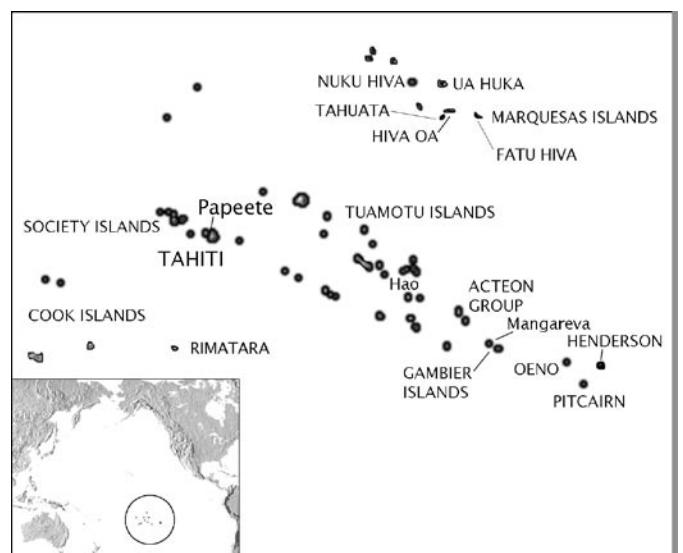 NUKU HIVA
UA HUKA
TAHUATA
MARQUESAS ISLANDS
HIVA OA
FATU HIVA
Papeete
TUAMOTU ISLANDS
SOCIETY ISLANDS
TAHITI
Hao
ACTEON
GROUP
COOK ISLANDS
Mangareva
HENDERSON
RIMATARA
GAMBIER
ISLANDS
OENO
PITCAIRN